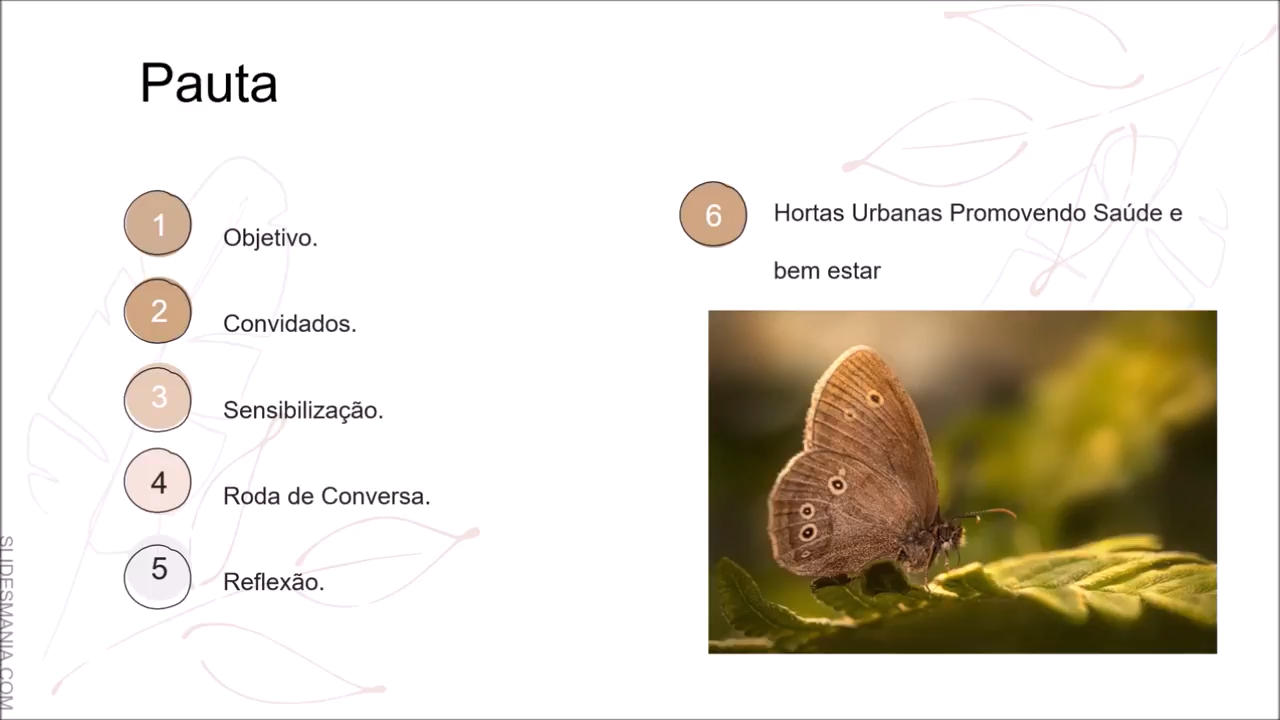 Pauta
1
Objetivo.
2
Convidados.
3
Sensibilização.
4
Roda de Conversa.
5
Reflexão.
6
Hortas Urbanas Promovendo Saúde e
bem estar
SLIDESMANIA.COM